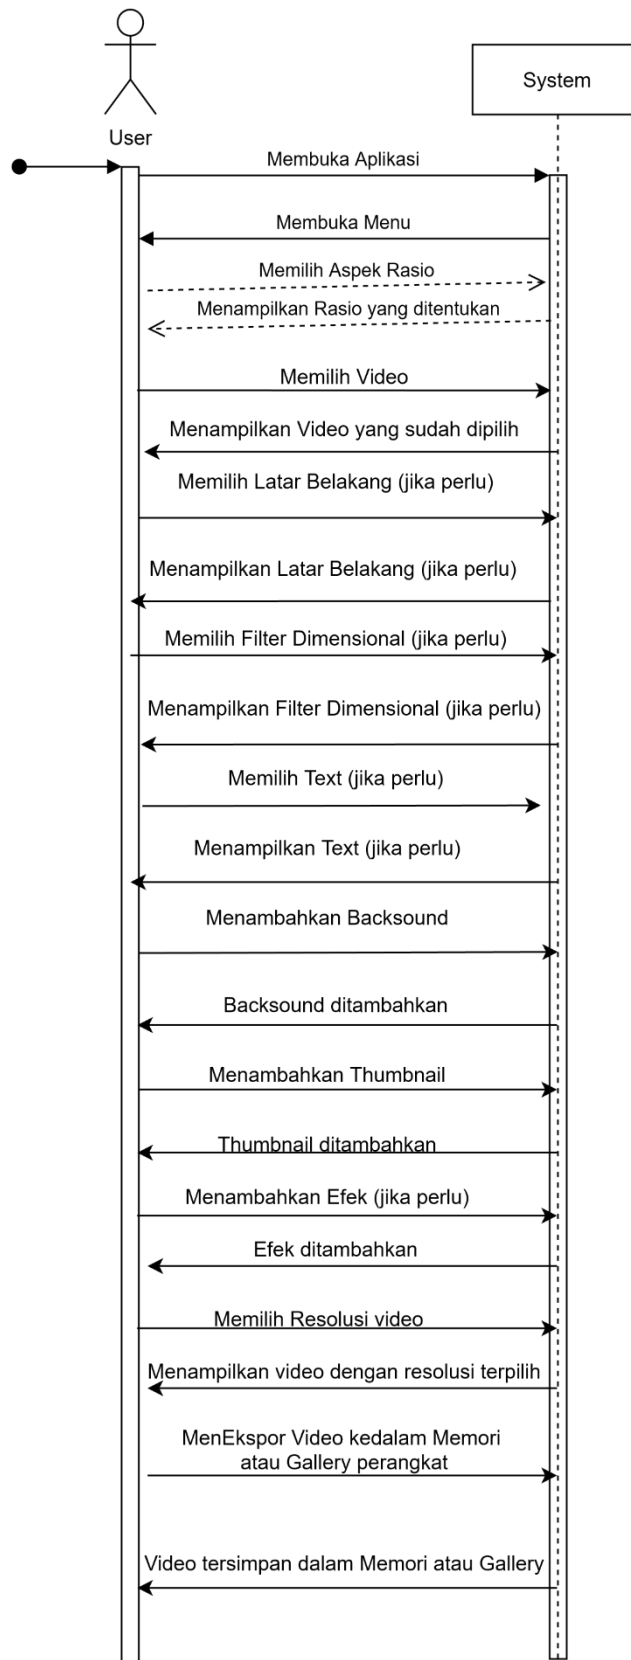 System
User
Membuka Aplikasi
Membuka Menu
Memilih Aspek Rasio
Menampilkan Rasio yang ditentukan
Memilih Video
Menampilkan Video yang sudah dipilih
Memilih Latar Belakang (jika perlu)
Menampilkan Latar Belakang (jika perlu)
Memilih Filter Dimensional (jika perlu)
Menampilkan Filter Dimensional (jika perlu)
Memilih Text (jika perlu)
Menampilkan Text (jika perlu)
Menambahkan Backsound
Backsound ditambahkan
Menambahkan Thumbnail
Thumbnail ditambahkan
Menambahkan Efek (jika perlu)
Efek ditambahkan
Memilih Resolusi video
Menampilkan video dengan resolusi terpilih
MenEkspor Video kedalam Memori
atau Gallery perangkat
Video tersimpan dalam Memori atau Gallery